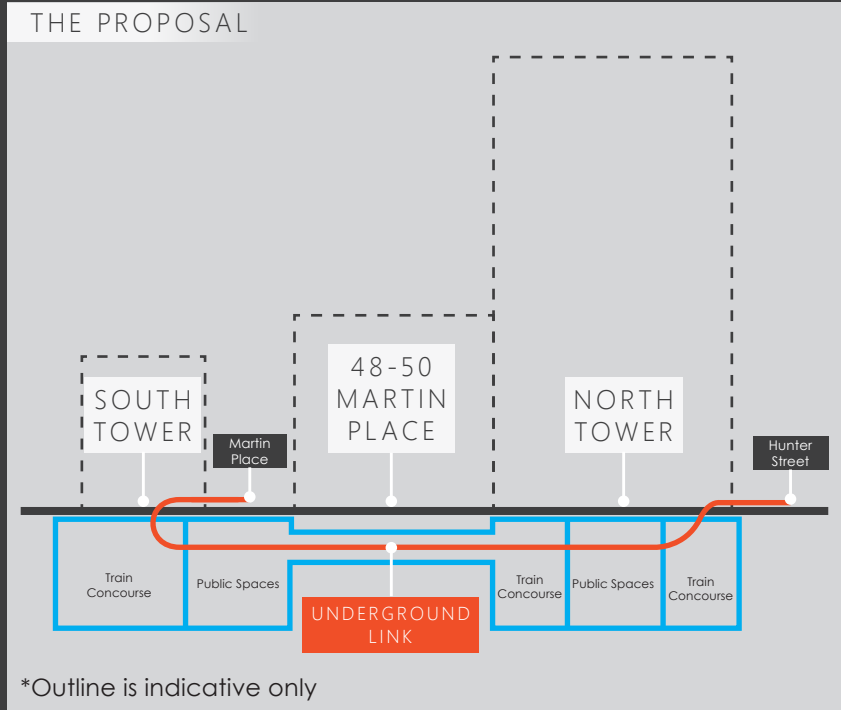 THE PROPOSAL
SOUTH
TOWER
Martin
Place
48-50
MARTIN
PLACE
NORTH
TOWER
Hunter
Street
Train
Concourse
Public Spaces
UNDERGROUND
LINK
Train
Concourse
Public Spaces
Train
Concourse
*Outline is indicative only